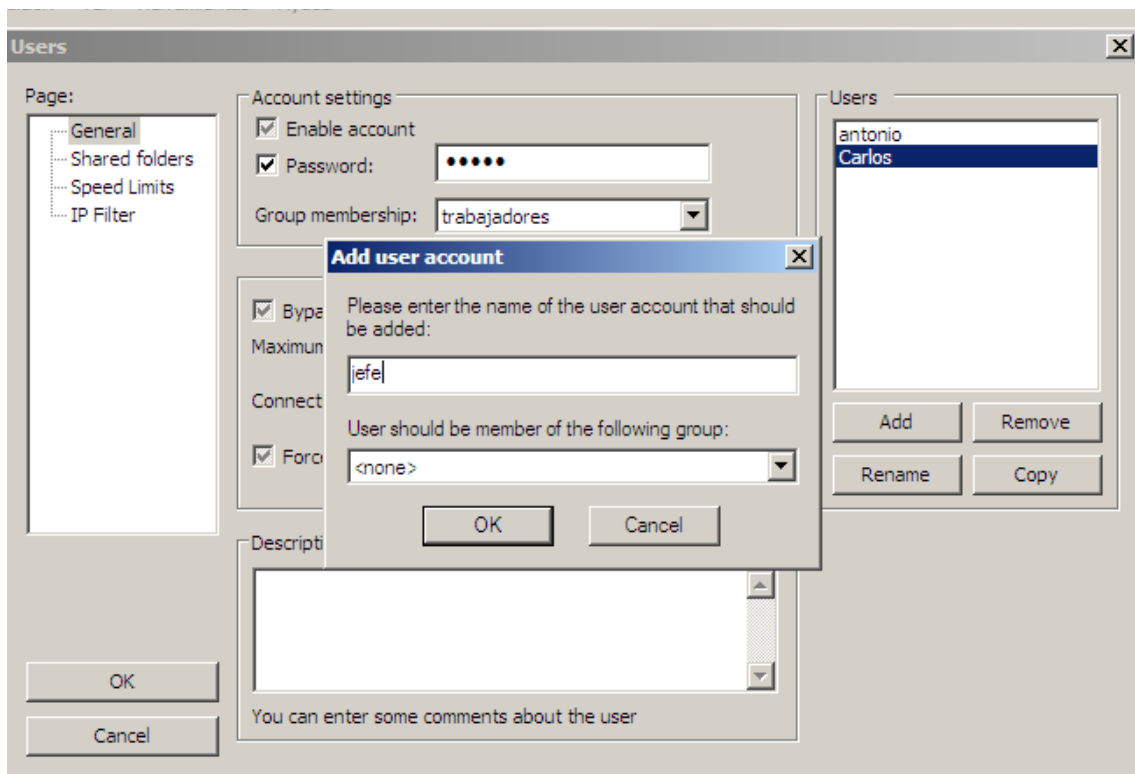 Users
Page:
General
Shared folders
Speed Limits
IP Filter
OK
Cancel
Account settings
Enable account
Password: •••••
Group membership: trabajadores
Bypa
Maximum
Connect
Forc
Descripti
You can enter some comments about the user
Add user account
Please enter the name of the user account that should
be added:
jefe
User should be member of the following group:
<none>
OK Cancel
Users
antonio
Carlos
Add Remove
Rename Copy